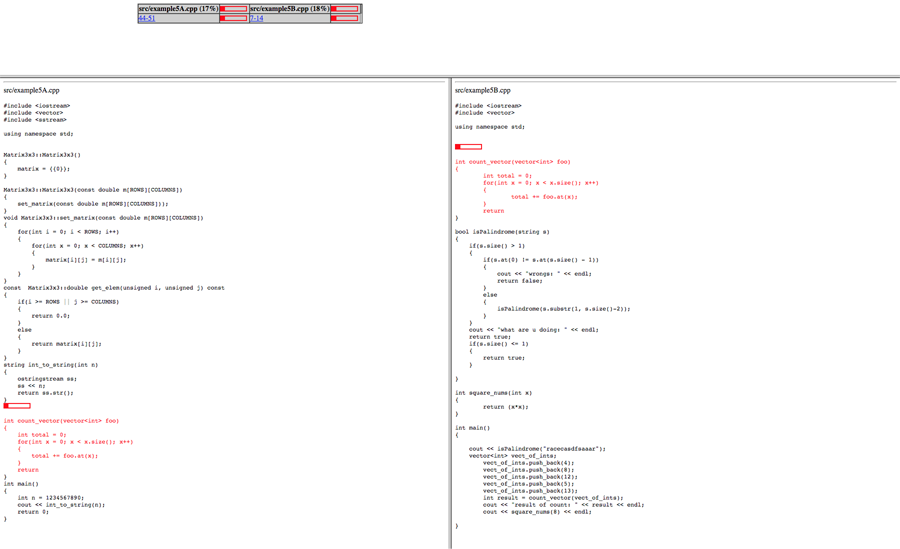 src/example5A.cpp (17%) src/example5B.cpp (18%)
44-51 7-14
src/example5A.cpp
#include <iostream>
#include <vector>
#include <sstream>
using namespace std;
Matrix3x3::Matrix3x3()
{
matrix = {{0}};
}
Matrix3x3::Matrix3x3(const double m[ROWS][COLUMNS])
{
set_matrix(const double m[ROWS][COLUMNS]);
}
void Matrix3x3::set_matrix(const double m[ROWS][COLUMNS])
{
for(int i = 0; i < ROWS; i++)
{
for(int x = 0; x < COLUMNS; x++)
{
matrix[i][j] = m[i][j];
}
}
}
const  Matrix3x3::double get_elem(unsigned i, unsigned j) const
{
if(i >= ROWS || j >= COLUMNS)
{
return 0.0;
}
else
{
return matrix[i][j];
}
}
string int_to_string(int n)
{
ostringstream ss;
ss << n;
return ss.str();
}
int count_vector(vector<int> foo)
{
int total = 0;
for(int x = 0; x < x.size(); x++)
{
total += foo.at(x);
}
return
}
int main()
{
int n = 1234567890;
cout << int_to_string(n);
return 0;
}
src/example5B.cpp
#include <iostream>
#include <vector>
using namespace std;
int count_vector(vector<int> foo)
{
int total = 0;
for(int x = 0; x < x.size(); x++)
{
total += foo.at(x);
}
return
}
bool isPalindrome(string s)
{
if(s.size() > 1)
{
if(s.at(0) != s.at(s.size() - 1))
{
cout << "wrongs: " << endl;
return false;
}
else
{
isPalindrome(s.substr(1, s.size()-2));
}
}
cout << "what are u doing: " << endl;
return true;
if(s.size() <= 1)
{
return true;
}
}
int square_nums(int x)
{
return (x*x);
}
int main()
{
cout << isPalindrome("racecasdfsaaar");
vector<int> vect_of_ints;
vect_of_ints.push_back(4);
vect_of_ints.push_back(8);
vect_of_ints.push_back(12);
vect_of_ints.push_back(5);
vect_of_ints.push_back(13);
int result = count_vector(vect_of_ints);
cout << "result of count: " << result << endl;
cout << square_nums(8) << endl;
}